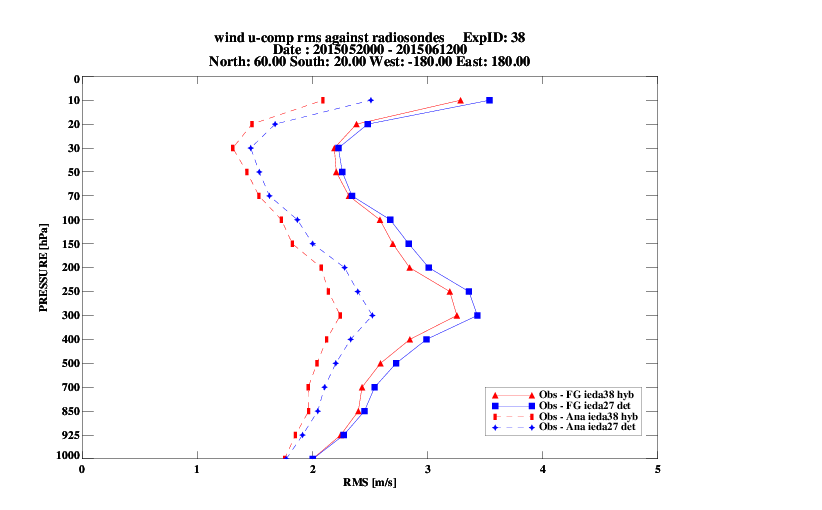 wind u-comp rms against radiosondes ExpID: 38
Date : 2015052000 - 2015061200
North: 60.00 South: 20.00 West: -180.00 East: 180.00
0
10
20
30
50
70
100
150
200
250
300
400
500
700
850
925
1000
PRESSURE [hPa]
Obs - FG ieda38 hyb
Obs - FG ieda27 det
Obs - Ana ieda38 hyb
Obs - Ana ieda27 det
0 1 2 3 4 5
RMS [m/s]